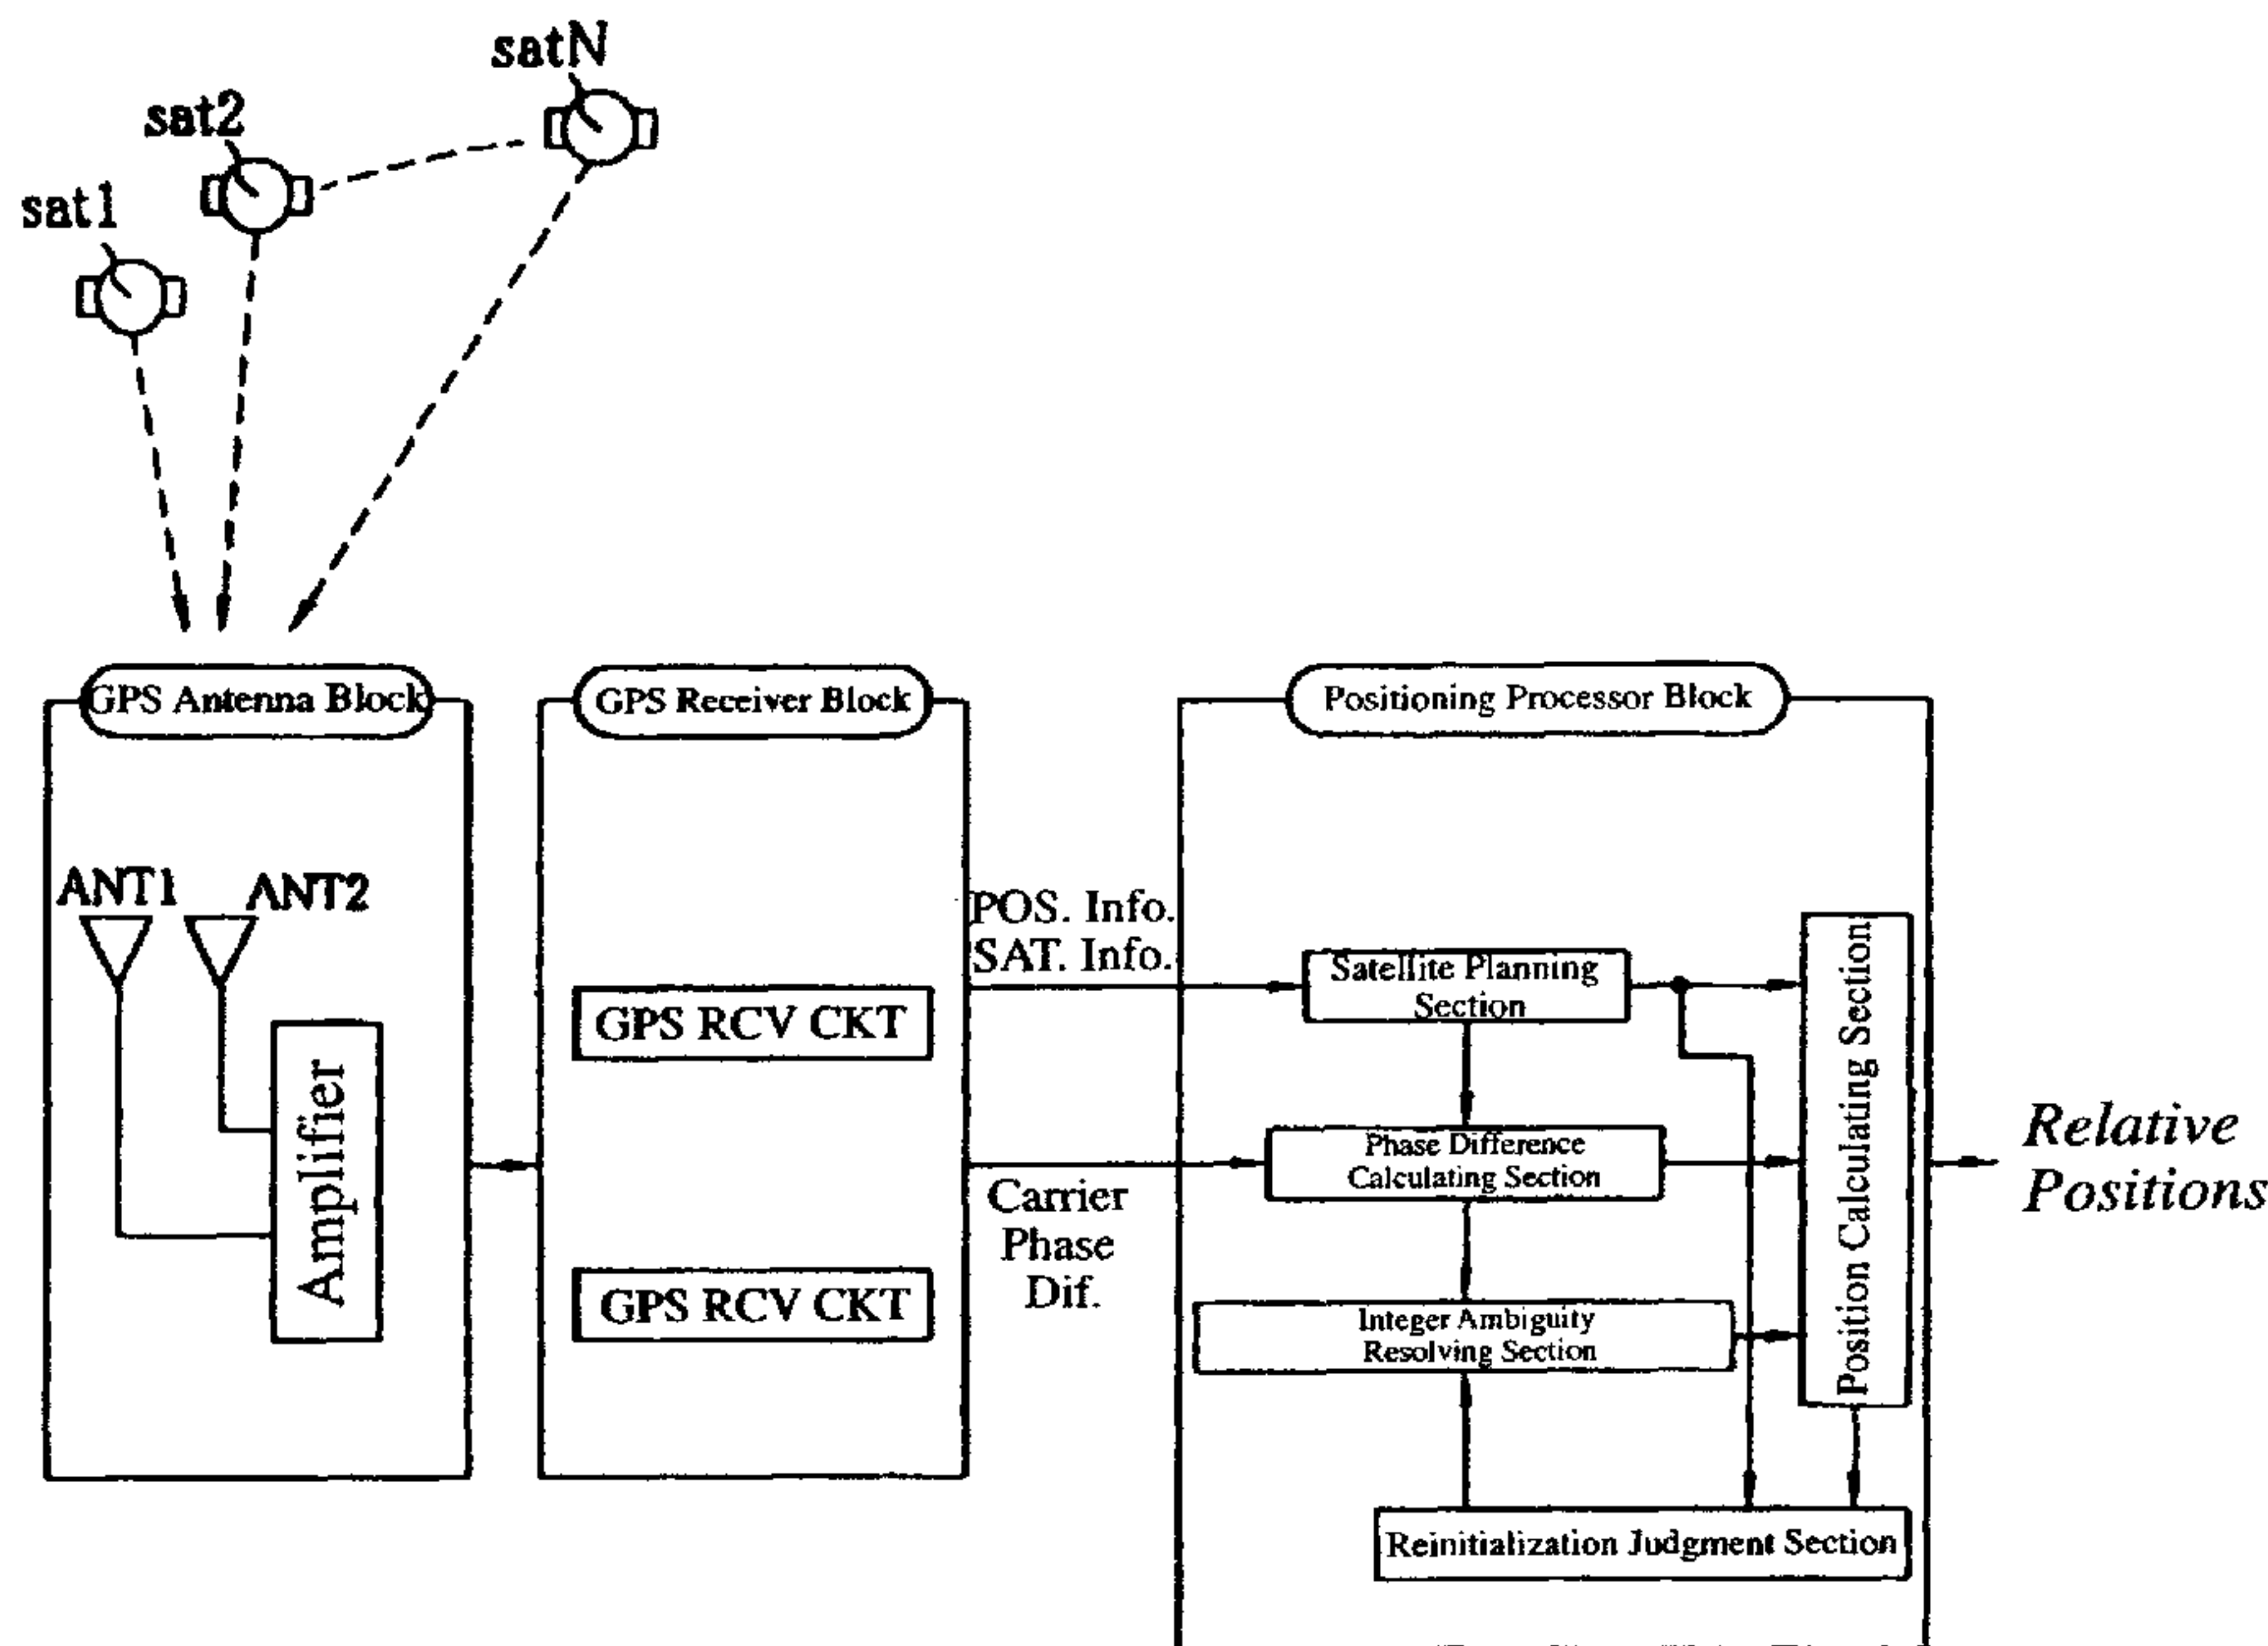 satN
sat2
sat1
GPS Antenna Block
GPS Receiver Block
Positioning Processor Block
ANT1
ANT2
Amplifier
GPS RCV CKT
GPS RCV CKT
POS. Info.
SAT. Info.
Carrier
Phase
Dif.
Satellite Planning
Section
Phase Difference
Calculating Section
Integer Ambiguity
Resolving Section
Position Calculating Section
Reinitialization Judgment Section
Relative
Positions